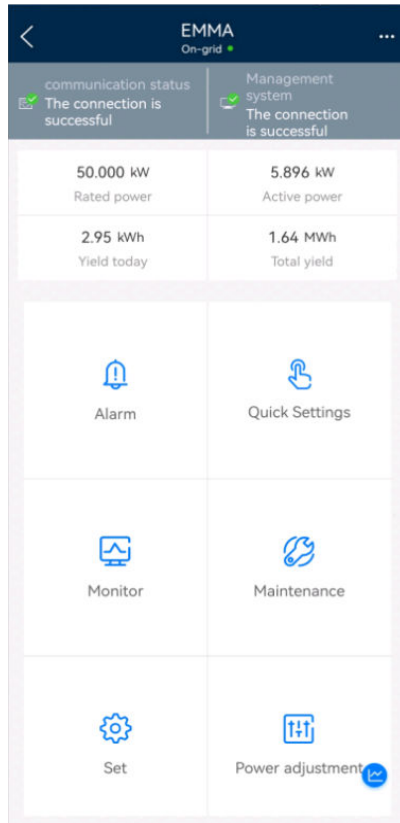 EMMA
On-grid
communication status
The connection is
successful
Management
system
The connection
is successful
50.000 kW
Rated power
5.896 kW
Active power
2.95 kWh
Yield today
1.64 MWh
Total yield
Alarm
Quick Settings
Monitor
Maintenance
Set
Power adjustment